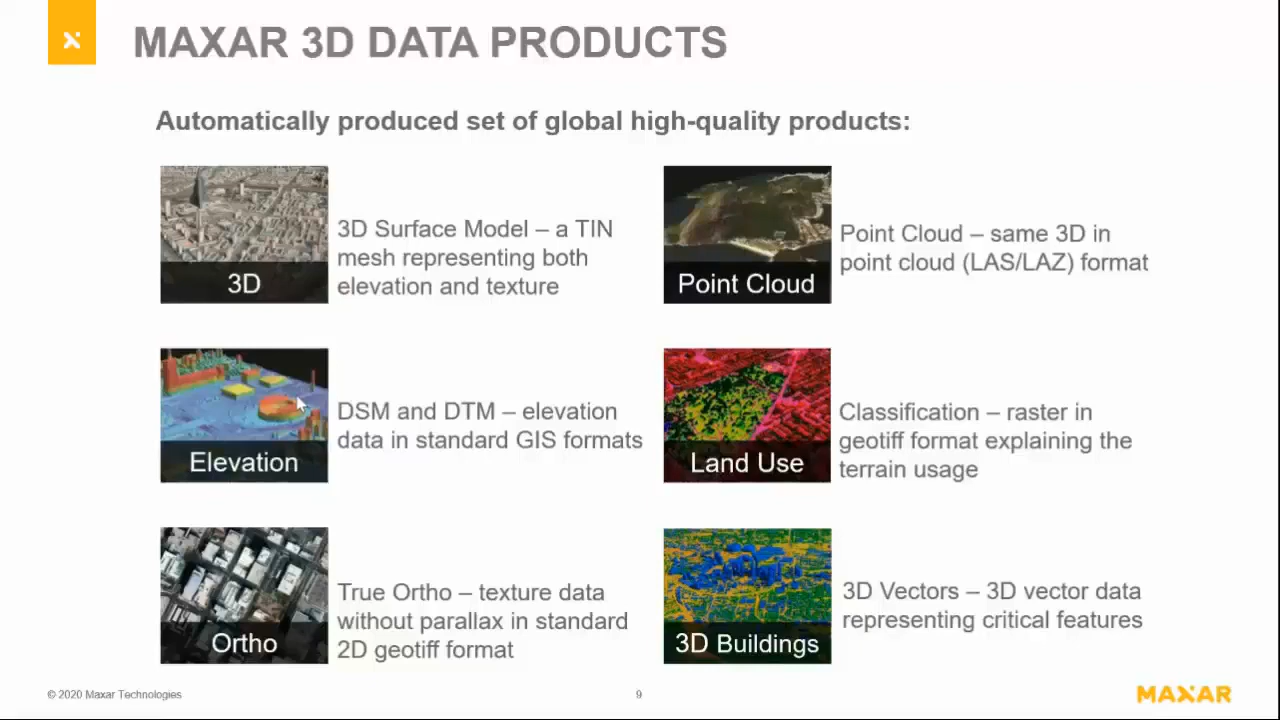 MAXAR 3D DATA PRODUCTS
Automatically produced set of global high-quality products:
3D
3D Surface Model – a TIN
mesh representing both
elevation and texture
Point Cloud
Point Cloud – same 3D in
point cloud (LAS/LAZ) format
Elevation
DSM and DTM – elevation
data in standard GIS formats
Land Use
Classification – raster in
geotiff format explaining the
terrain usage
Ortho
True Ortho – texture data
without parallax in standard
2D geotiff format
3D Buildings
3D Vectors – 3D vector data
representing critical features
© 2020 Maxar Technologies
9
MAXAR